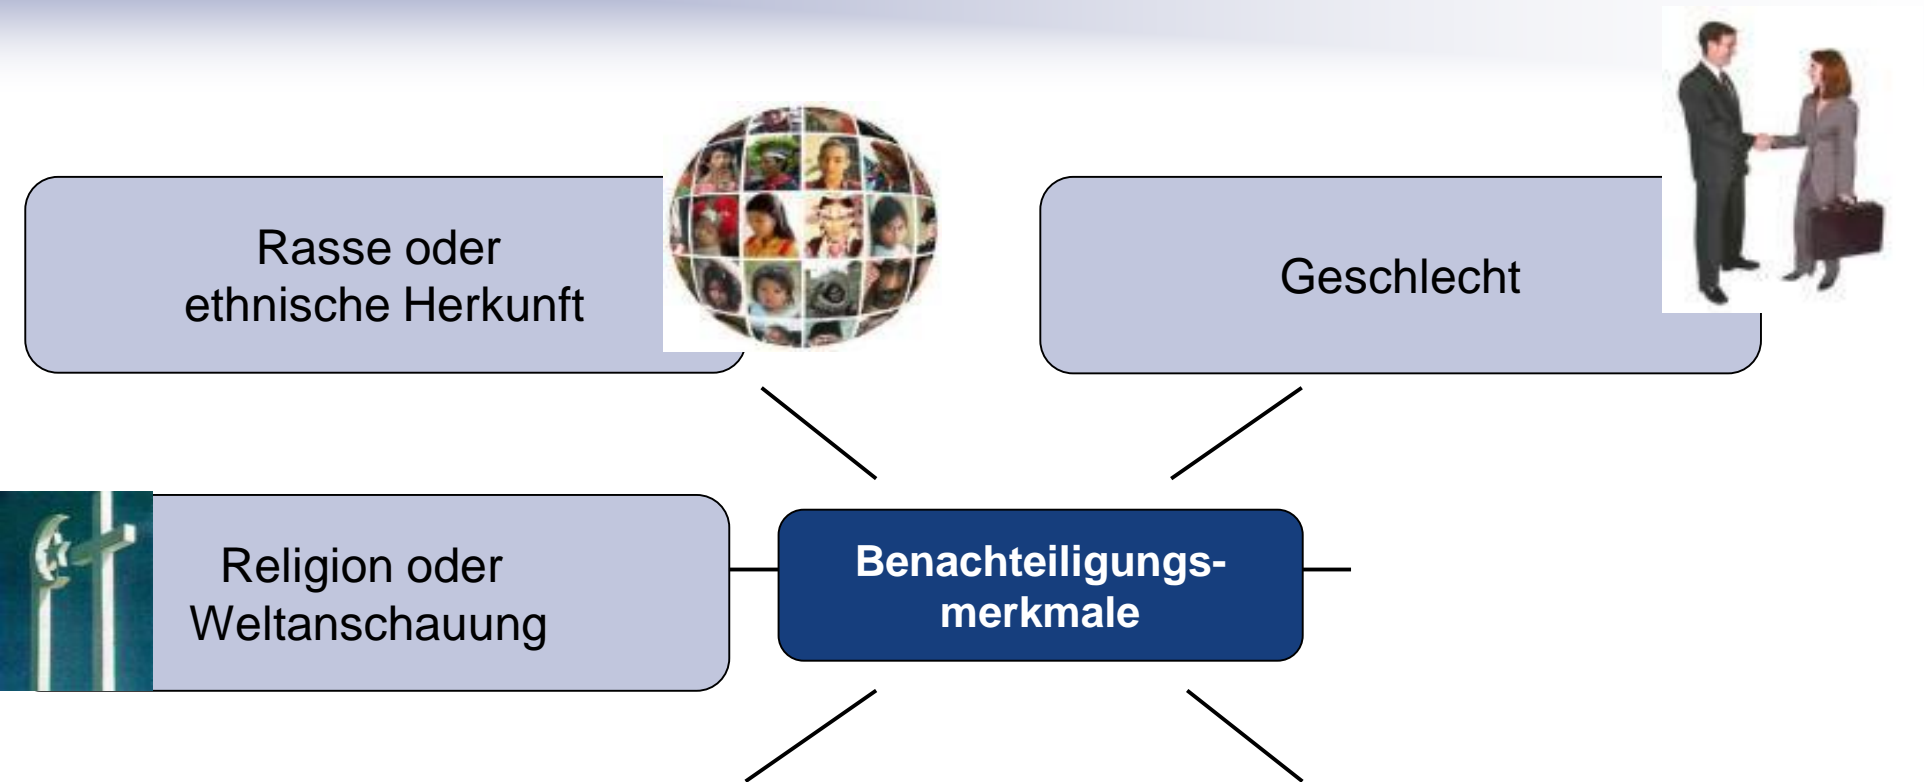 Rasse oder
ethnische Herkunft
Geschlecht
Religion oder
Weltanschauung
Benachteiligungs-
merkmale